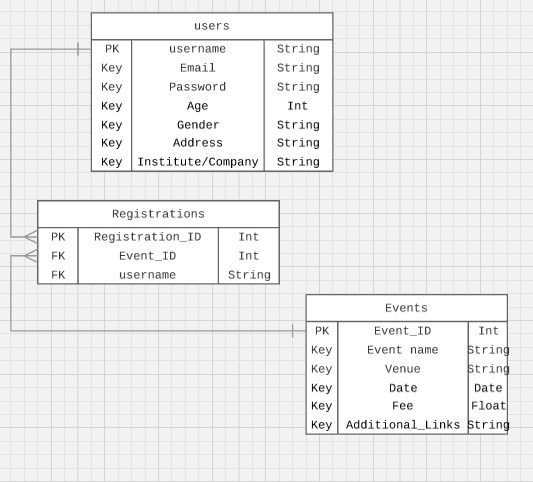 users
PK username String
Key Email String
Key Password String
Key Age Int
Key Gender String
Key Address String
Key Institute/Company String
Registrations
PK Registration_ID Int
FK Event_ID Int
FK username String
Events
PK Event_ID Int
Key Event name String
Key Venue String
Key Date Date
Key Fee Float
Key Additional_Links String